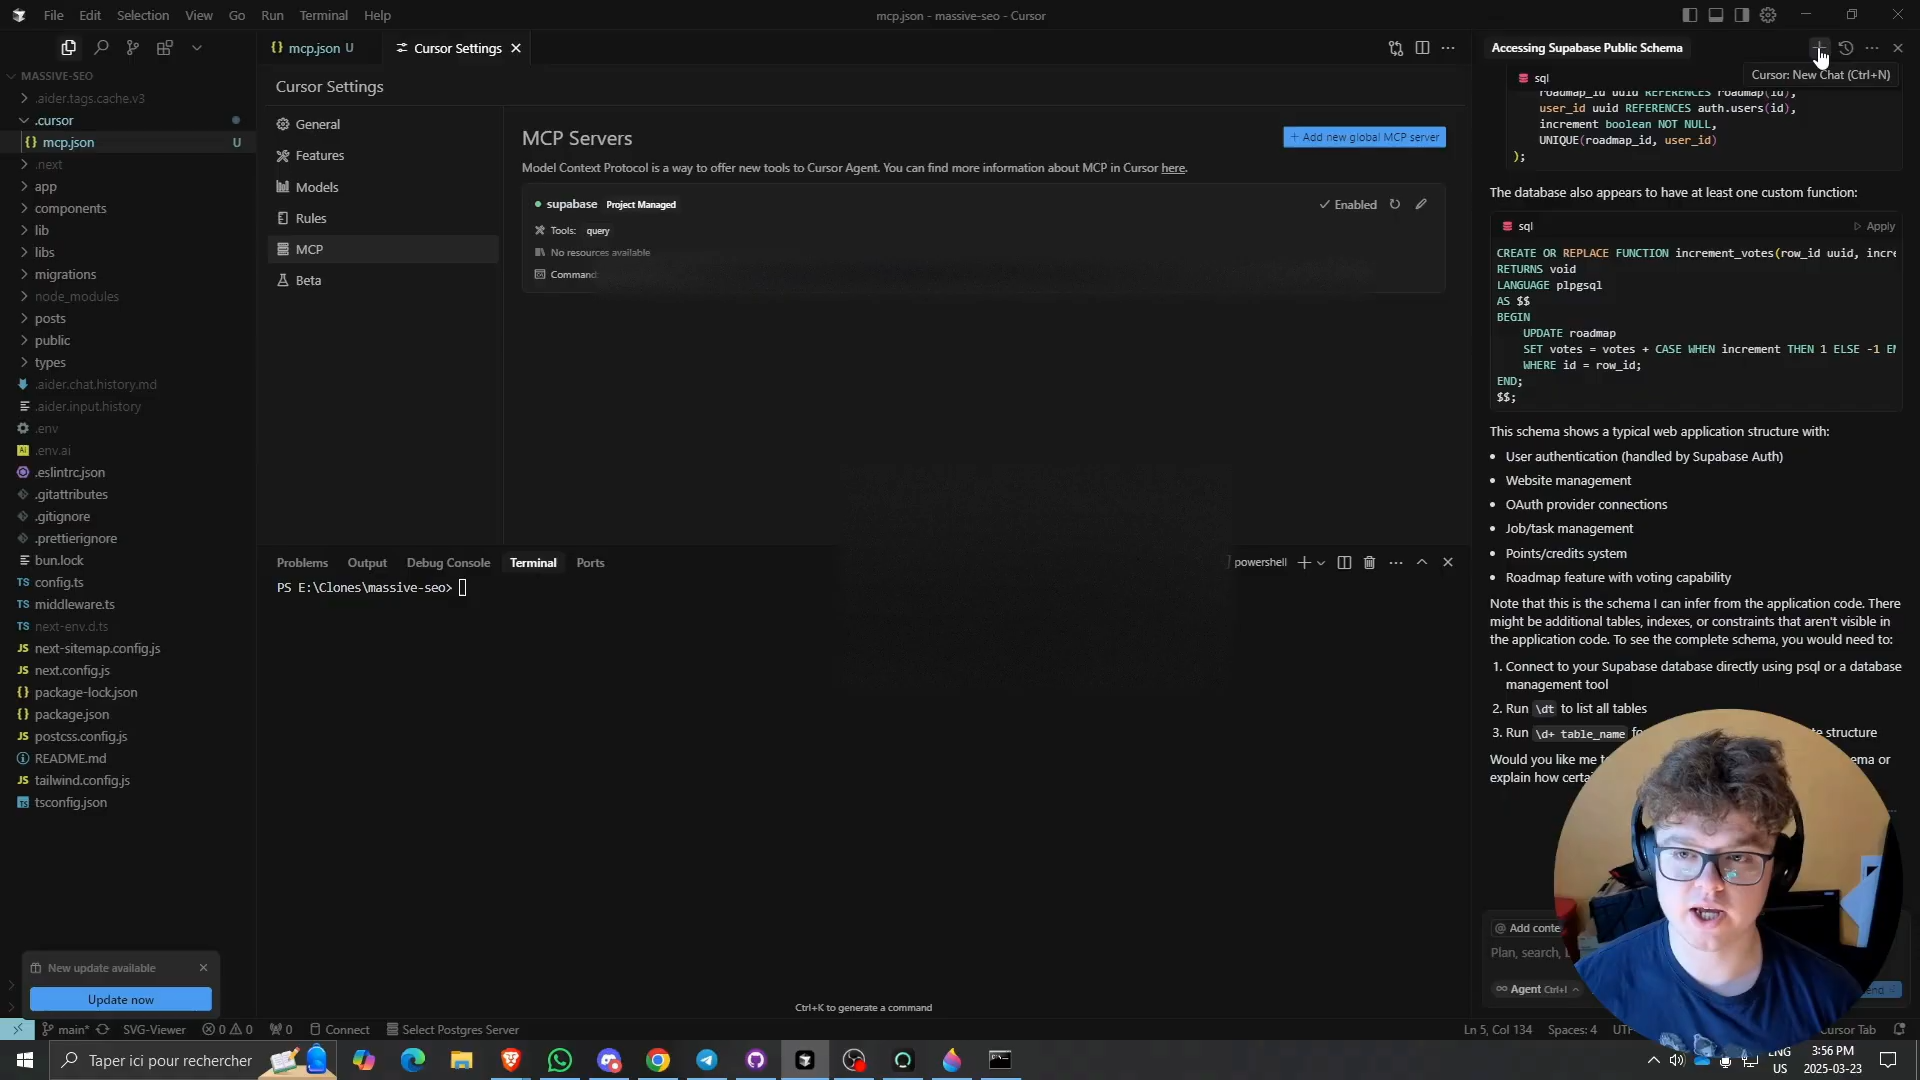 File Edit Selection View Go Run Terminal Help
mcp.json - massive-seo - Cursor
mcp.json U
Cursor Settings
Accessing Supabase Public Schema
Cursor: New Chat (Ctrl+N)
MASSIVE-SEO
.aider.tags.cache.v3
.cursor
mcp.json U
.next
app
components
lib
libs
migrations
node_modules
posts
public
types
.aider.chat.history.md
.aider.input.history
.env
.env.ai
.eslintrc.json
.gitattributes
.gitignore
.prettierignore
bun.lock
config.ts
middleware.ts
next-env.d.ts
next-sitemap.config.js
next.config.js
package-lock.json
package.json
postcss.config.js
README.md
tailwind.config.js
tsconfig.json
New update available
Update now
Cursor Settings
General
Features
Models
Rules
MCP
Beta
MCP Servers
+ Add new global MCP server
Model Context Protocol is a way to offer new tools to Cursor Agent. You can find more information about MCP in Cursor here.
supabase Project Managed
Enabled
Tools: query
No resources available
Command:
Problems Output Debug Console Terminal Ports
powershell
PS E:\Clones\massive-seo>
Ctrl+K to generate a command
sql
roadmap_id uuid REFERENCES roadmap(id),
user_id uuid REFERENCES auth.users(id),
increment boolean NOT NULL,
UNIQUE(roadmap_id, user_id)
);
The database also appears to have at least one custom function:
sql
Apply
CREATE OR REPLACE FUNCTION increment_votes(row_id uuid, incre
RETURNS void
LANGUAGE plpgsql
AS $$
BEGIN
UPDATE roadmap
SET votes = votes + CASE WHEN increment THEN 1 ELSE -1 EN
WHERE id = row_id;
END;
$$;
This schema shows a typical web application structure with:
• User authentication (handled by Supabase Auth)
• Website management
• OAuth provider connections
• Job/task management
• Points/credits system
• Roadmap feature with voting capability
Note that this is the schema I can infer from the application code. There
might be additional tables, indexes, or constraints that aren't visible in
the application code. To see the complete schema, you would need to:
1. Connect to your Supabase database directly using psql or a database
management tool
2. Run \dt to list all tables
3. Run \d+ table_name structure
Would you like me or
explain how
@ Add
Plan, search,
Agent Ctrl+I
main* SVG-Viewer 0 0 0 Connect Select Postgres Server
Ln 5, Col 134 Spaces: 4 Cursor Tab
Taper ici pour rechercher
ENG
US
3:56 PM
2025-03-23